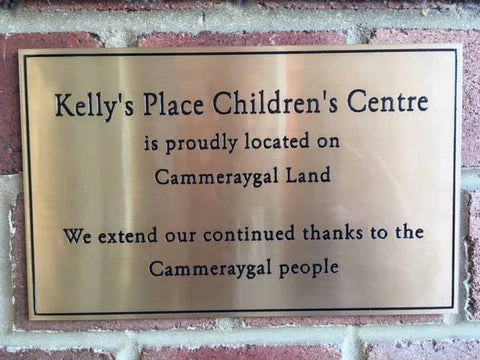 Kelly's Place Children's Centre
is proudly located on
Cammeraygal Land
We extend our continued thanks to the
Cammeraygal people